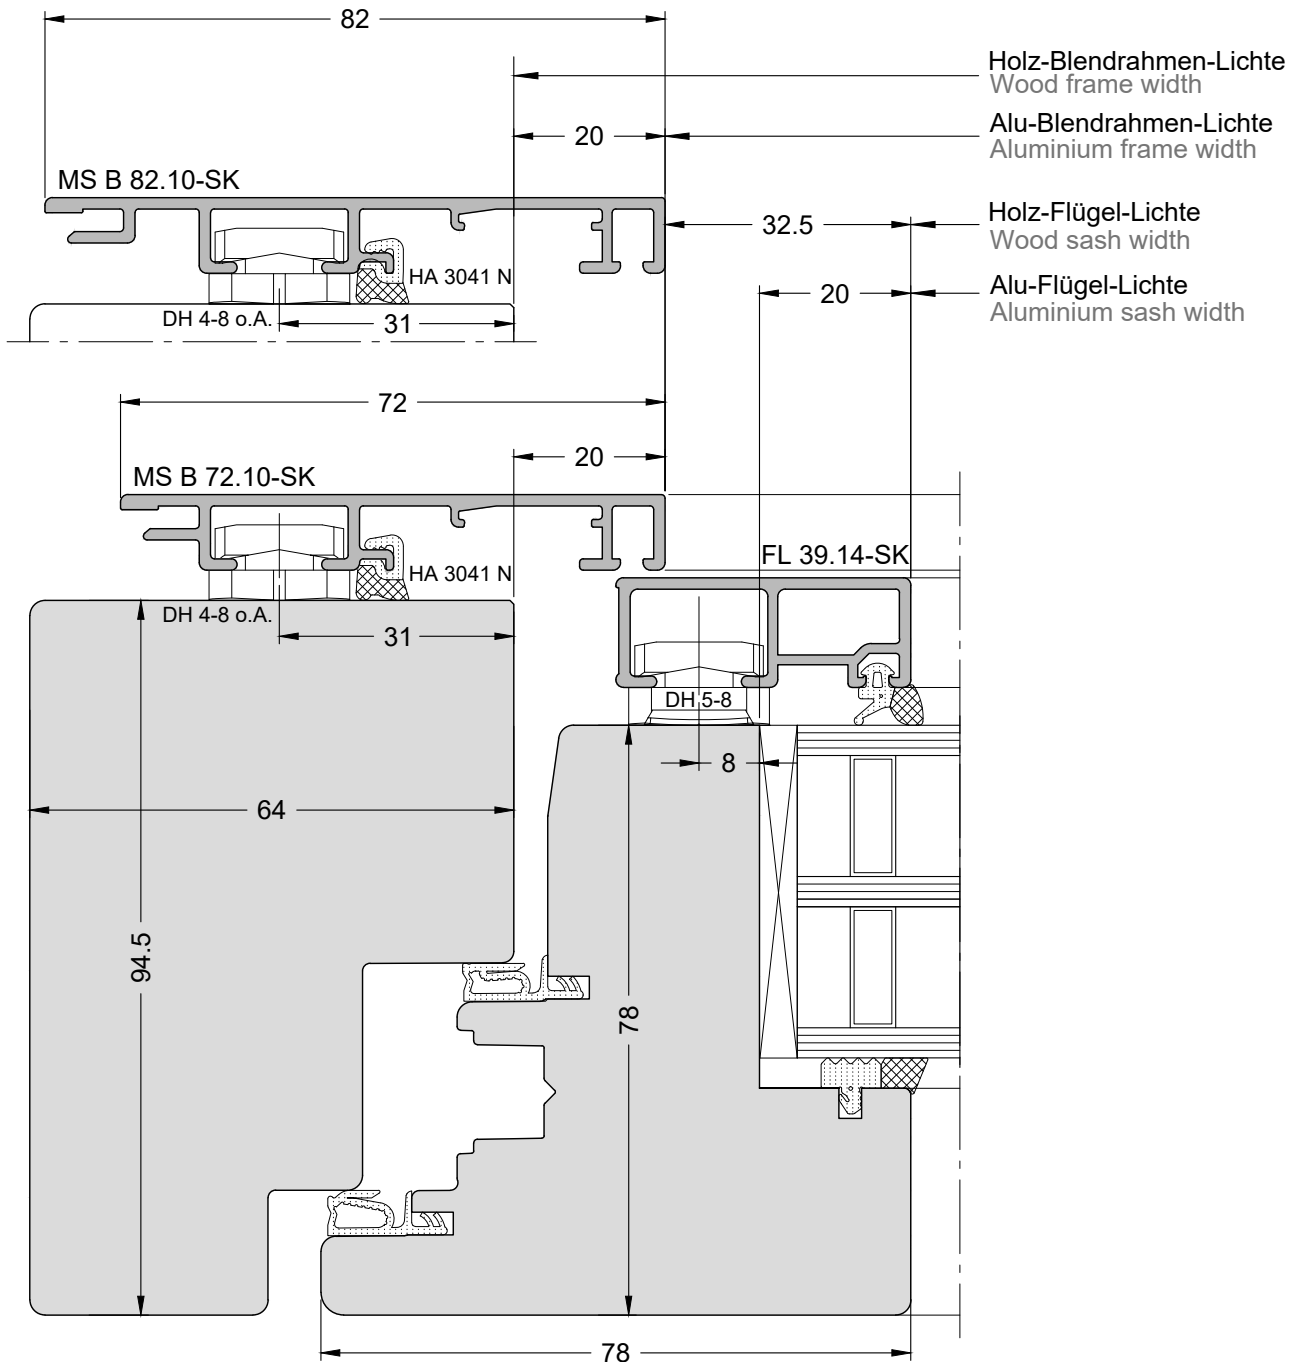 82
Holz-Blendrahmen-Lichte
Wood frame width
20
Alu-Blendrahmen-Lichte
Aluminium frame width
MS B 82.10-SK
32.5
Holz-Flügel-Lichte
Wood sash width
HA 3041 N
20
Alu-Flügel-Lichte
Aluminium sash width
DH 4-8 o.A.
31
72
20
MS B 72.10-SK
FL 39.14-SK
HA 3041 N
DH 4-8 o.A.
31
DH 5-8
8
64
94.5
78
78